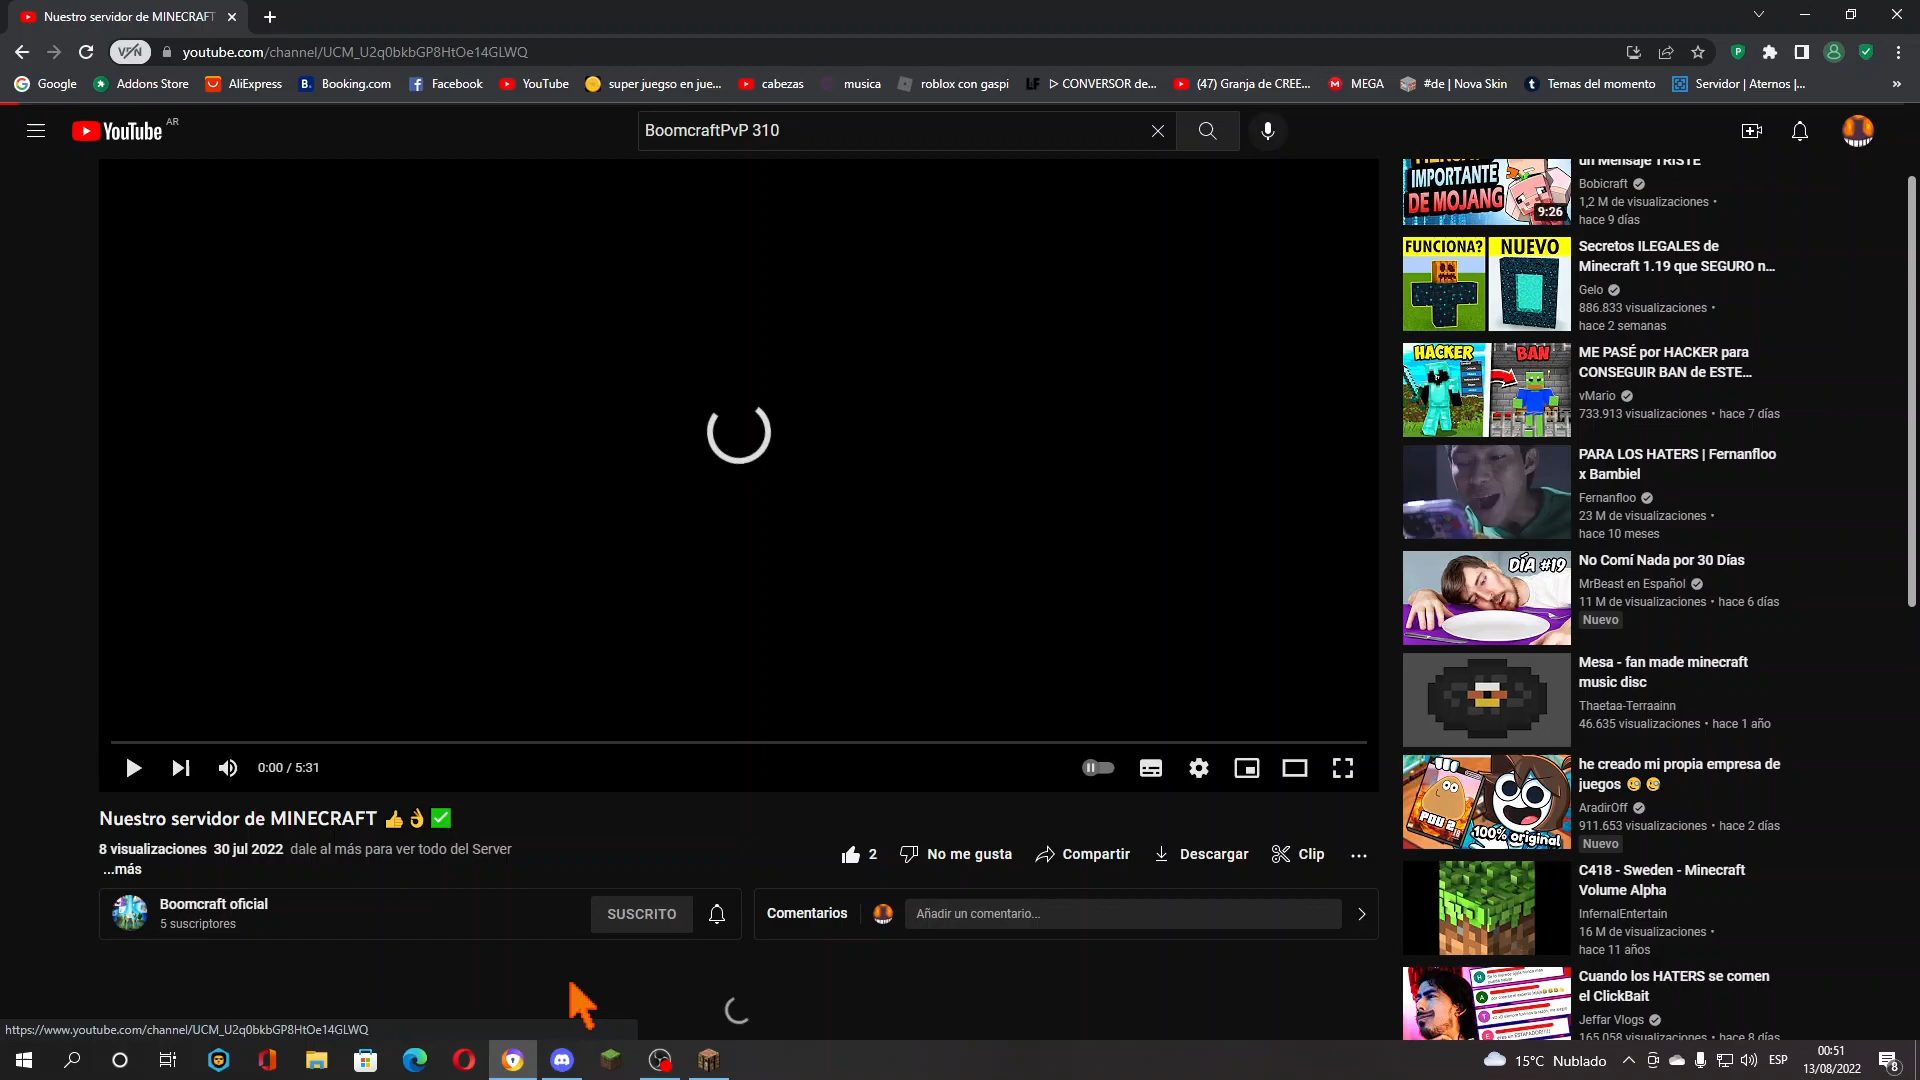 Nuestro servidor de MINECRAFT
VPN
youtube.com/channel/UCM_U2q0bkbGP8HtOe14GLWQ
Google
Addons Store
AliExpress
Booking.com
Facebook
YouTube
super juegso en jue...
cabezas
musica
roblox con gaspi
LF
ᐅ CONVERSOR de...
(47) Granja de CREE...
MEGA
#de | Nova Skin
Temas del momento
Servidor | Aternos |...
»
YouTube AR
BoomcraftPvP 310
0:00 / 5:31
Nuestro servidor de MINECRAFT 👍👌✅
8 visualizaciones 30 jul 2022 dale al más para ver todo del Server
...más
2
No me gusta
Compartir
Descargar
Clip
...
Boomcraft oficial
5 suscriptores
SUSCRITO
Comentarios
Añadir un comentario...
IMPORTANTE
DE MOJANG
9:26
un Mensaje TRISTE
Bobicraft
1,2 M de visualizaciones •
hace 9 días
FUNCIONA?
NUEVO
Secretos ILEGALES de
Minecraft 1.19 que SEGURO n...
Gelo
886.833 visualizaciones •
hace 2 semanas
HACKER
BAN
ME PASÉ por HACKER para
CONSEGUIR BAN de ESTE...
vMario
733.913 visualizaciones • hace 7 días
PARA LOS HATERS | Fernanfloo
x Bambiel
Fernanfloo
23 M de visualizaciones •
hace 10 meses
DÍA #19
No Comí Nada por 30 Días
MrBeast en Español
11 M de visualizaciones • hace 6 días
Nuevo
Mesa - fan made minecraft
music disc
Thaetaa-Terraainn
46.635 visualizaciones • hace 1 año
POU 2
100% original
he creado mi propia empresa de
juegos 🧐 🧐
AradirOff
911.653 visualizaciones • hace 2 días
Nuevo
C418 - Sweden - Minecraft
Volume Alpha
InfernalEntertain
16 M de visualizaciones •
hace 11 años
Cuando los HATERS se comen
el ClickBait
Jeffar Vlogs
165.058 visualizaciones • hace 8 días
https://www.youtube.com/channel/UCM_U2q0bkbGP8HtOe14GLWQ
15°C Nublado
ESP
00:51
13/08/2022
8